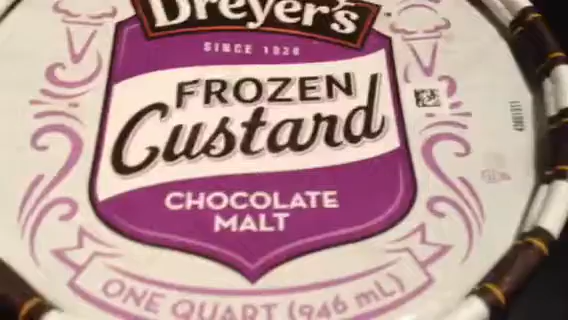 Dreyer's
SINCE 1928
FROZEN
Custard
CHOCOLATE
MALT
ONE QUART (946 mL)